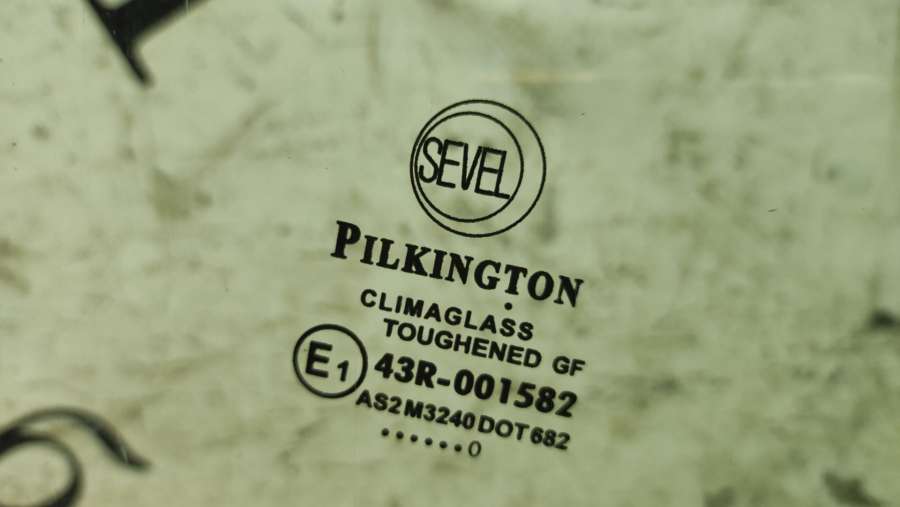 SEVEL
PILKINGTON
CLIMAGLASS
TOUGHENED GF
E1 43R-001582
AS2 M3240 DOT 682
......0